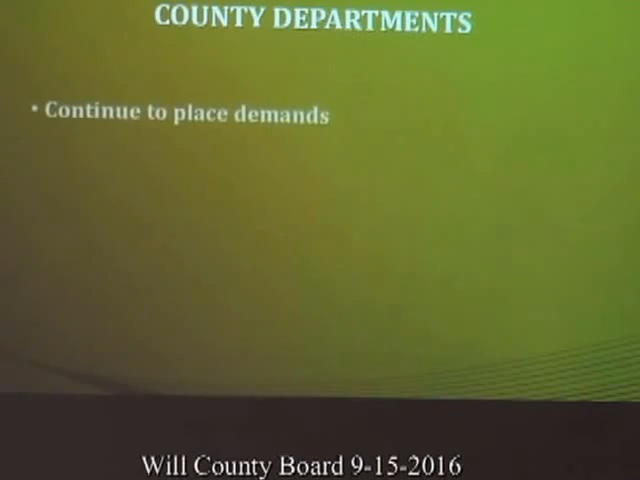 COUNTY DEPARTMENTS
• Continue to place demands
Will County Board 9-15-2016